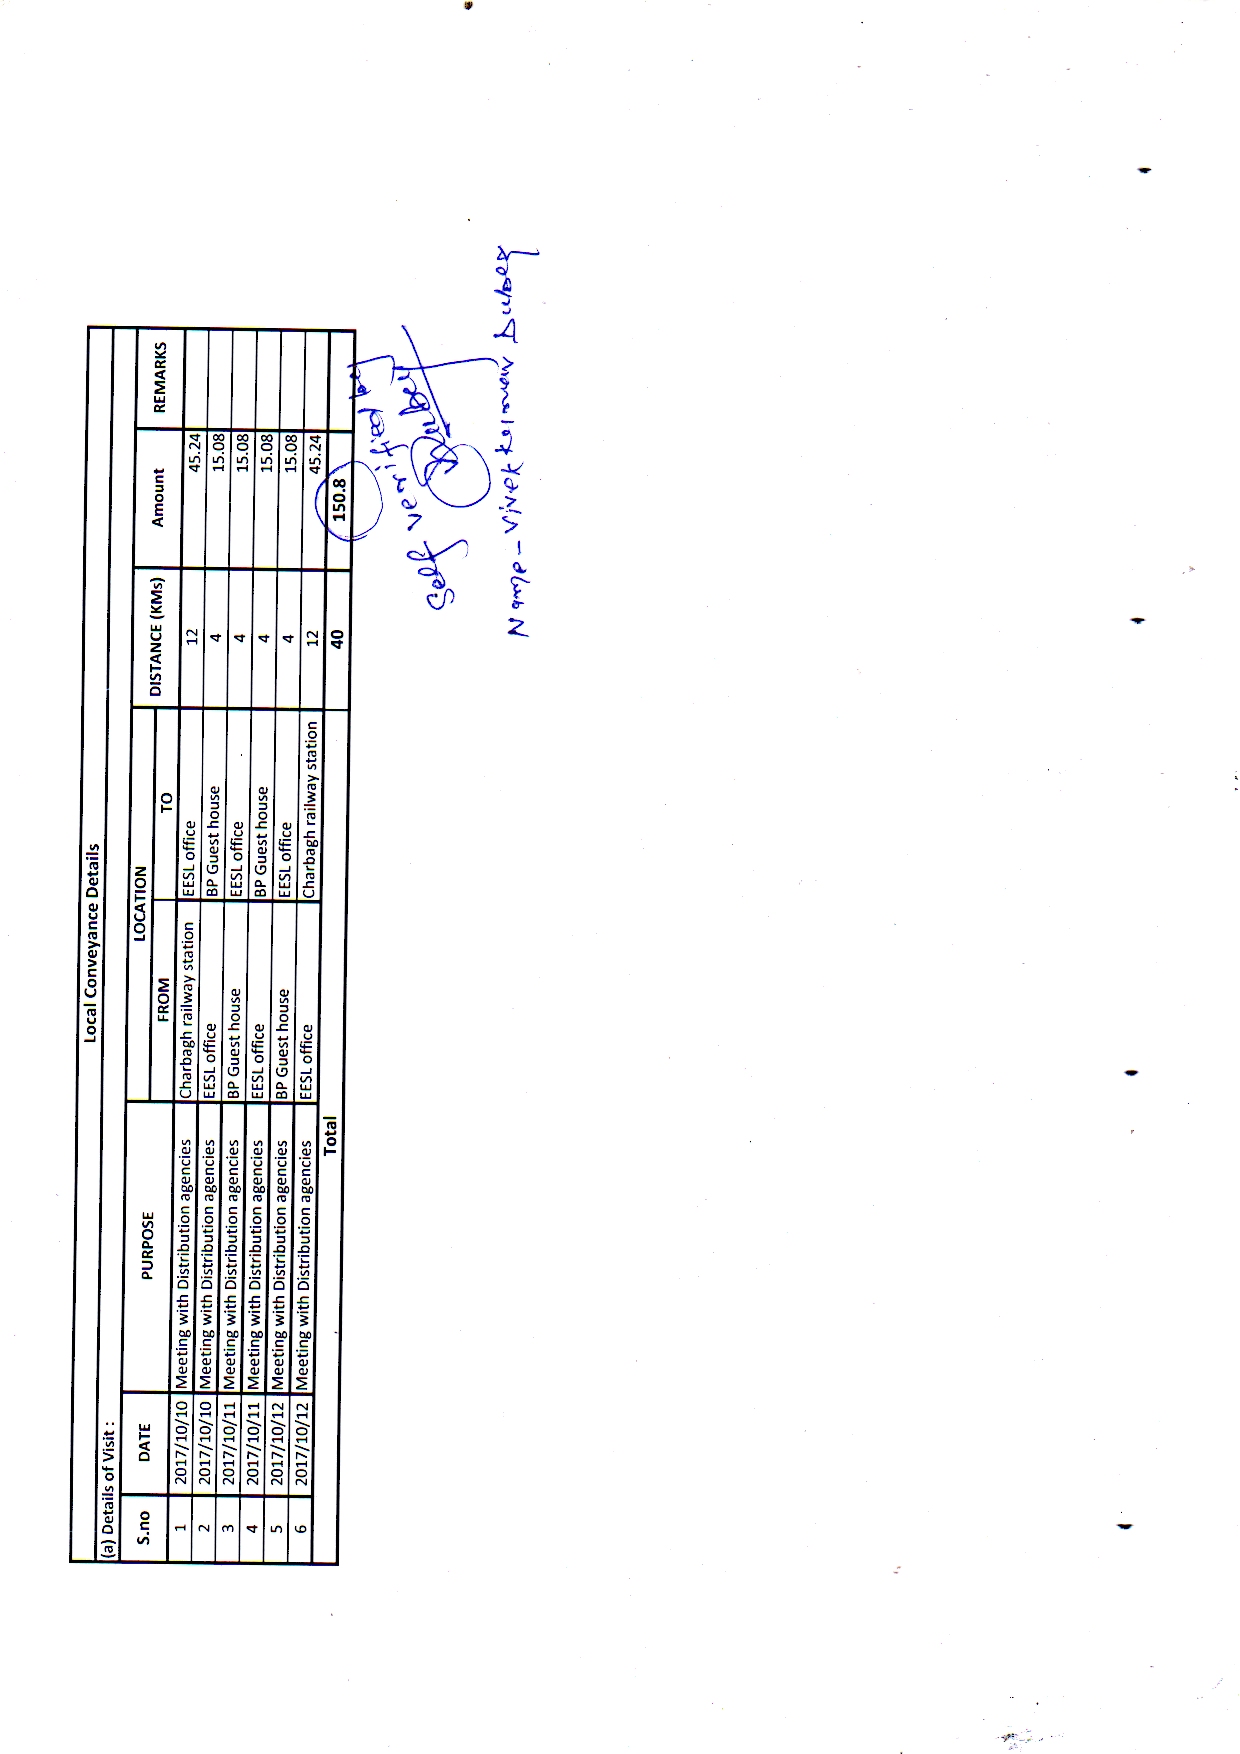 Local Conveyance Details
(a) Details of Visit :
S.no DATE PURPOSE LOCATION DISTANCE (KMs) Amount REMARKS
FROM TO
1 2017/10/10 Meeting with Distribution agencies Charbagh railway station EESL office 12 45.24
2 2017/10/10 Meeting with Distribution agencies EESL office BP Guest house 4 15.08
3 2017/10/11 Meeting with Distribution agencies BP Guest house EESL office 4 15.08
4 2017/10/11 Meeting with Distribution agencies EESL office BP Guest house 4 15.08
5 2017/10/12 Meeting with Distribution agencies BP Guest house EESL office 4 15.08
6 2017/10/12 Meeting with Distribution agencies EESL office Charbagh railway station 12 45.24
Total 40 150.8
Self verified by
Dubey
Name - Vivek Kumar Dubey